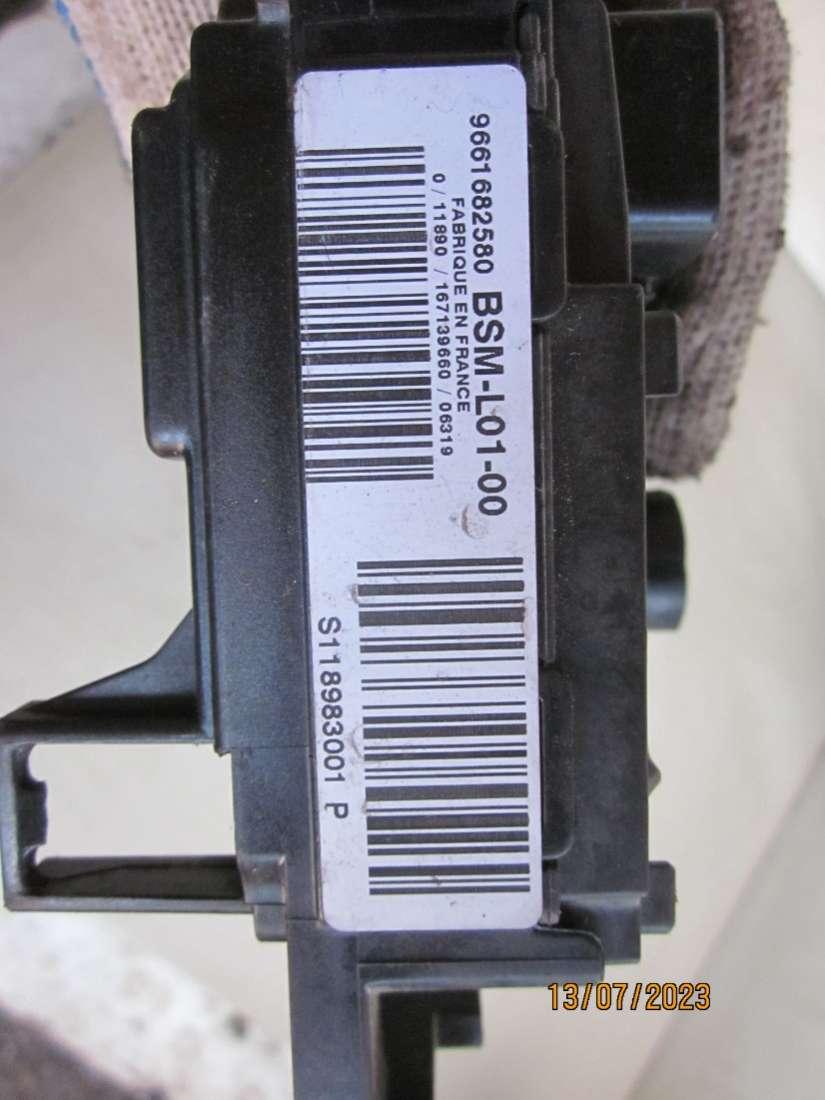 9661682580 BSM-L01-00
FABRIQUE EN FRANCE
0 / 11890 / 167139660 / 06319
S118983001 P
13/07/2023